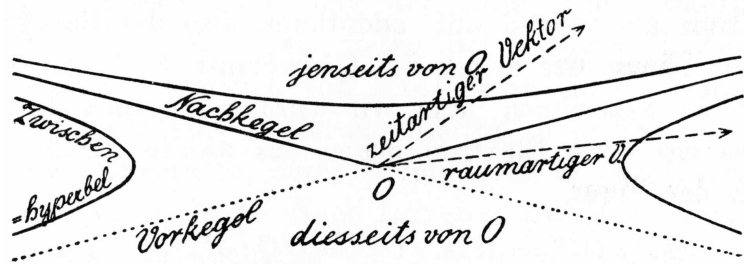 jenseits von O
zeitartiger Vektor
Nachkegel
Zwischen
=hyperbel
raumartiger V.
O
Vorkegel
diesseits von O